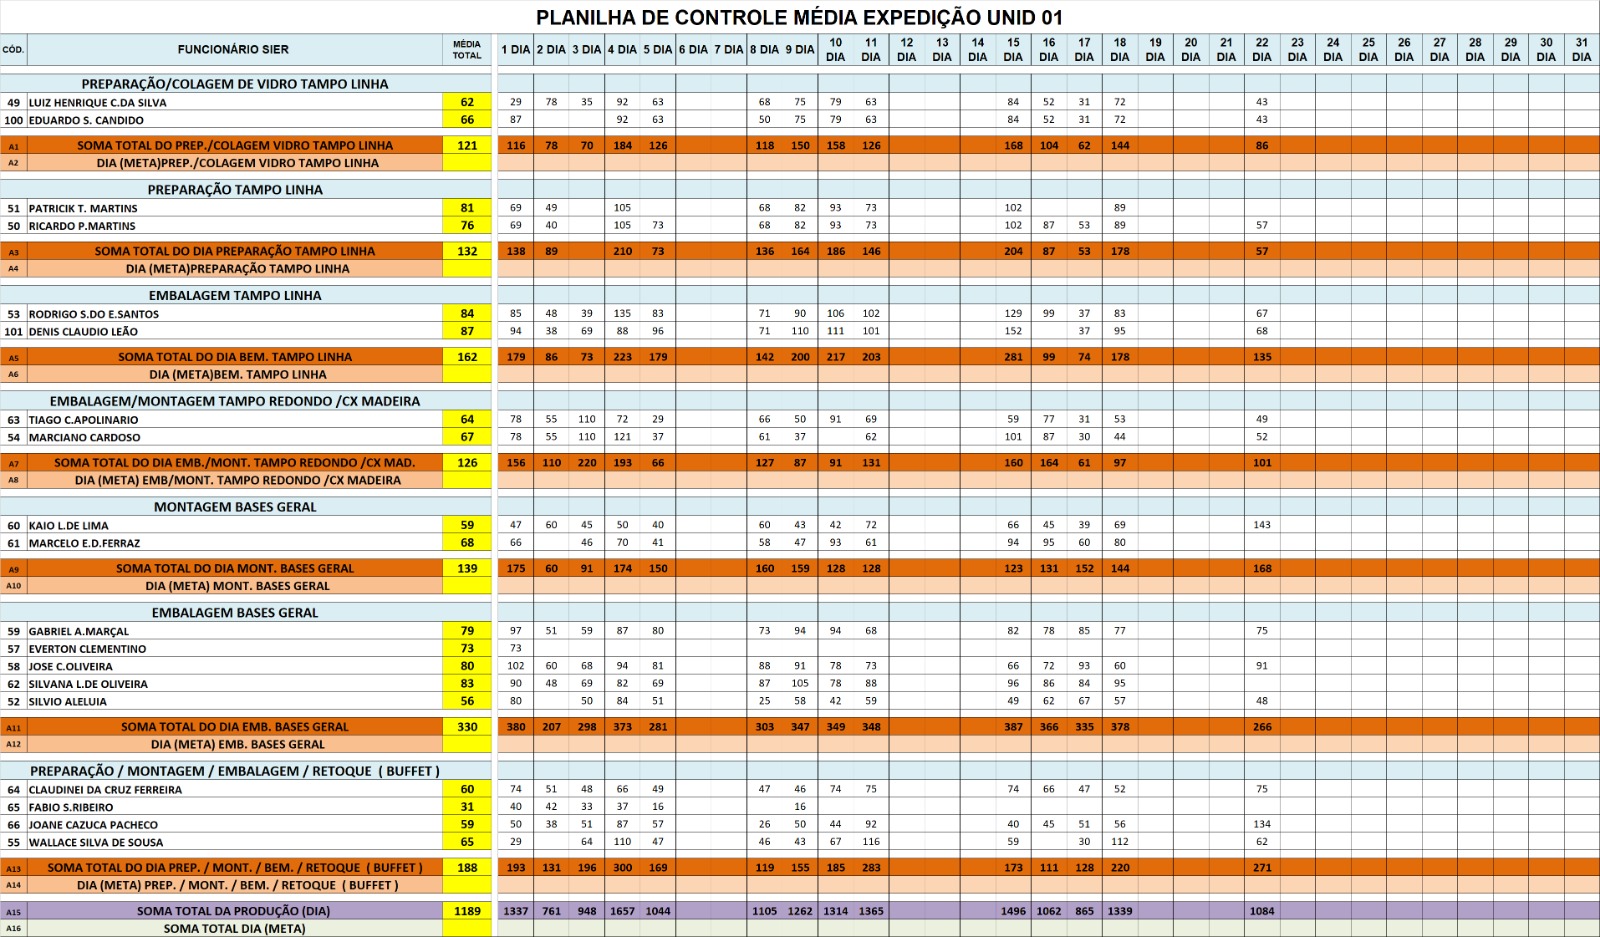 PLANILHA DE CONTROLE MÉDIA EXPEDIÇÃO UNID 01
CÓD. FUNCIONÁRIO SIER MÉDIA TOTAL 1 DIA 2 DIA 3 DIA 4 DIA 5 DIA 6 DIA 7 DIA 8 DIA 9 DIA 10 DIA 11 DIA 12 DIA 13 DIA 14 DIA 15 DIA 16 DIA 17 DIA 18 DIA 19 DIA 20 DIA 21 DIA 22 DIA 23 DIA 24 DIA 25 DIA 26 DIA 27 DIA 28 DIA 29 DIA 30 DIA 31 DIA
PREPARAÇÃO/COLAGEM DE VIDRO TAMPO LINHA
49 LUIZ HENRIQUE C.DA SILVA 62 29 78 35 92 63 68 75 79 63 84 52 31 72 43
100 EDUARDO S. CANDIDO 66 87 92 63 50 75 79 63 84 52 31 72 43
A1 SOMA TOTAL DO PREP./COLAGEM VIDRO TAMPO LINHA 121 116 78 70 184 126 118 150 158 126 168 104 62 144 86
A2 DIA (META)PREP./COLAGEM VIDRO TAMPO LINHA
PREPARAÇÃO TAMPO LINHA
51 PATRICIK T. MARTINS 81 69 49 105 68 82 93 73 102 89
50 RICARDO P.MARTINS 76 69 40 105 73 68 82 93 73 102 87 53 89 57
A3 SOMA TOTAL DO DIA PREPARAÇÃO TAMPO LINHA 132 138 89 210 73 136 164 186 146 204 87 53 178 57
A4 DIA (META)PREPARAÇÃO TAMPO LINHA
EMBALAGEM TAMPO LINHA
53 RODRIGO S.DO E.SANTOS 84 85 48 39 135 83 71 90 106 102 129 99 37 83 67
101 DENIS CLAUDIO LEÃO 87 94 38 69 88 96 71 110 111 101 152 37 95 68
A5 SOMA TOTAL DO DIA BEM. TAMPO LINHA 162 179 86 73 223 179 142 200 217 203 281 99 74 178 135
A6 DIA (META)BEM. TAMPO LINHA
EMBALAGEM/MONTAGEM TAMPO REDONDO /CX MADEIRA
63 TIAGO C.APOLINARIO 64 78 55 110 72 29 66 50 91 69 59 77 31 53 49
54 MARCIANO CARDOSO 67 78 55 110 121 37 61 37 62 101 87 30 44 52
A7 SOMA TOTAL DO DIA EMB./MONT. TAMPO REDONDO /CX MAD. 126 156 110 220 193 66 127 87 91 131 160 164 61 97 101
A8 DIA (META) EMB/MONT. TAMPO REDONDO /CX MADEIRA
MONTAGEM BASES GERAL
60 KAIO L.DE LIMA 59 47 60 45 50 40 60 43 42 72 66 45 39 69 143
61 MARCELO E.D.FERRAZ 68 66 46 70 41 58 47 93 61 94 95 60 80
A9 SOMA TOTAL DO DIA MONT. BASES GERAL 139 175 60 91 174 150 160 159 128 128 123 131 152 144 168
A10 DIA (META) MONT. BASES GERAL
EMBALAGEM BASES GERAL
59 GABRIEL A.MARÇAL 79 97 51 59 87 80 73 94 94 68 82 78 85 77 75
57 EVERTON CLEMENTINO 73 73
58 JOSE C.OLIVEIRA 80 102 60 68 94 81 88 91 78 73 66 72 93 60 91
62 SILVANA L.DE OLIVEIRA 83 90 48 69 82 69 87 105 78 88 96 86 84 95
52 SILVIO ALELUIA 56 80 50 84 51 25 58 42 59 49 62 67 57 48
A11 SOMA TOTAL DO DIA EMB. BASES GERAL 330 380 207 298 373 281 303 347 349 348 387 366 335 378 266
A12 DIA (META) EMB. BASES GERAL
PREPARAÇÃO / MONTAGEM / EMBALAGEM / RETOQUE ( BUFFET )
64 CLAUDINEI DA CRUZ FERREIRA 60 74 51 48 66 49 47 46 74 75 74 66 47 52 75
65 FABIO S.RIBEIRO 31 40 42 33 37 16 16
66 JOANE CAZUCA PACHECO 59 50 38 51 87 57 26 50 44 92 40 45 51 56 134
55 WALLACE SILVA DE SOUSA 65 29 64 110 47 46 43 67 116 59 30 112 62
A13 SOMA TOTAL DO DIA PREP. / MONT. / BEM. / RETOQUE ( BUFFET ) 188 193 131 196 300 169 119 155 185 283 173 111 128 220 271
A14 DIA (META) PREP. / MONT. / BEM. / RETOQUE ( BUFFET )
A15 SOMA TOTAL DA PRODUÇÃO (DIA) 1189 1337 761 948 1657 1044 1105 1262 1314 1365 1496 1062 865 1339 1084
A16 SOMA TOTAL DIA (META)